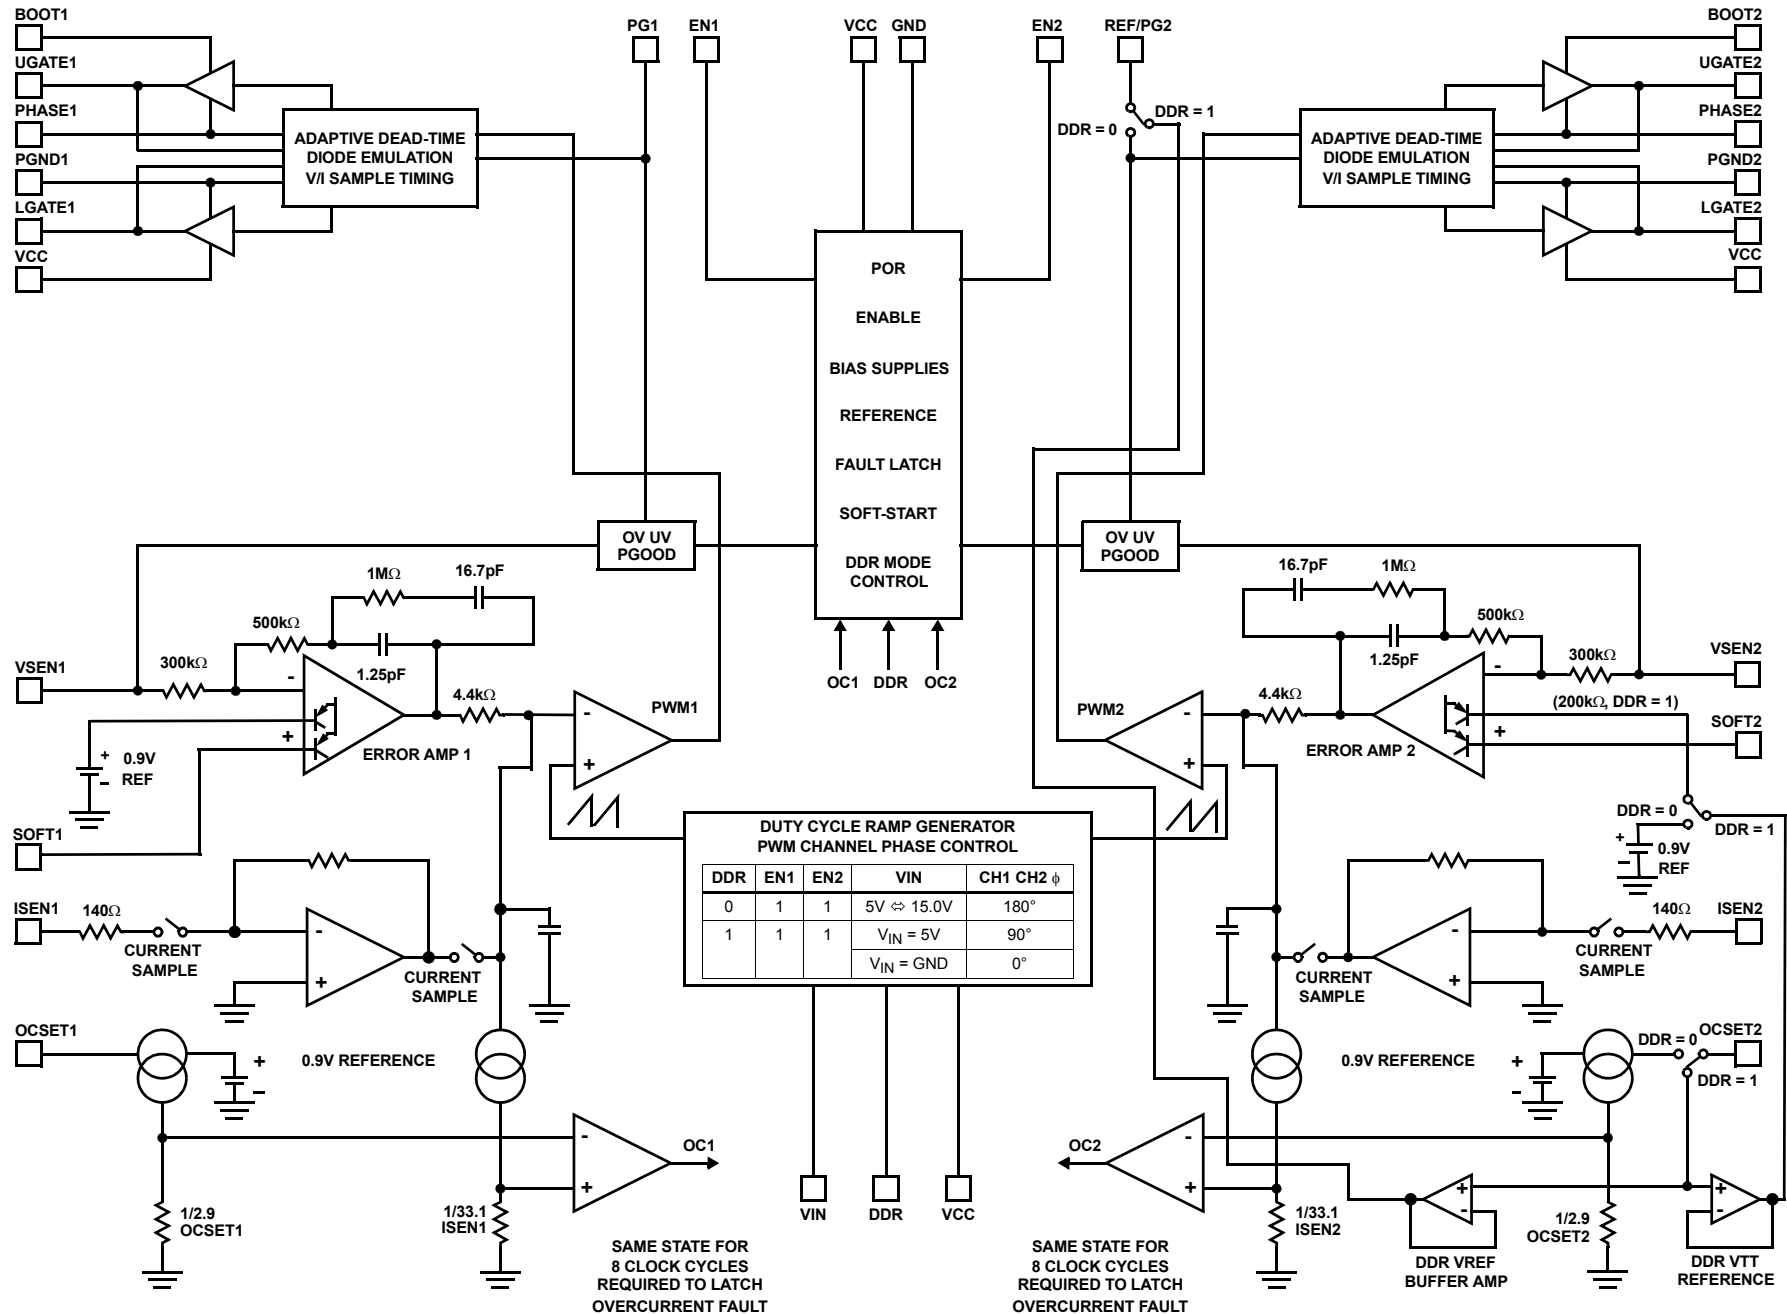 BOOT1
UGATE1
PHASE1
PGND1
LGATE1
VCC
ADAPTIVE DEAD-TIME
DIODE EMULATION
V/I SAMPLE TIMING
PG1
EN1
VCC
GND
EN2
REF/PG2
DDR = 1
DDR = 0
BOOT2
UGATE2
PHASE2
PGND2
LGATE2
VCC
ADAPTIVE DEAD-TIME
DIODE EMULATION
V/I SAMPLE TIMING
POR
ENABLE
BIAS SUPPLIES
REFERENCE
FAULT LATCH
SOFT-START
DDR MODE
CONTROL
OC1 DDR OC2
OV UV
PGOOD
OV UV
PGOOD
1MΩ
16.7pF
500kΩ
1.25pF
VSEN1
300kΩ
-
+
4.4kΩ
ERROR AMP 1
+
-
0.9V
REF
SOFT1
PWM1
-
+
16.7pF
1MΩ
500kΩ
1.25pF
300kΩ
VSEN2
(200kΩ, DDR = 1)
-
+
SOFT2
4.4kΩ
ERROR AMP 2
PWM2
-
+
DDR = 0
DDR = 1
+
-
0.9V
REF
DUTY CYCLE RAMP GENERATOR
PWM CHANNEL PHASE CONTROL
DDR EN1 EN2 VIN CH1 CH2 ϕ
0 1 1 5V ⇔ 15.0V 180°
1 1 1 VIN = 5V 90°
VIN = GND 0°
VIN
DDR
VCC
ISEN1
140Ω
CURRENT
SAMPLE
-
+
CURRENT
SAMPLE
OCSET1
+
-
0.9V REFERENCE
-
+
OC1
1/2.9
OCSET1
1/33.1
ISEN1
SAME STATE FOR
8 CLOCK CYCLES
REQUIRED TO LATCH
OVERCURRENT FAULT
ISEN2
140Ω
CURRENT
SAMPLE
-
+
CURRENT
SAMPLE
0.9V REFERENCE
+
-
DDR = 0
OCSET2
DDR = 1
OC2
-
+
1/33.1
ISEN2
SAME STATE FOR
8 CLOCK CYCLES
REQUIRED TO LATCH
OVERCURRENT FAULT
+
-
DDR VREF
BUFFER AMP
1/2.9
OCSET2
+
-
DDR VTT
REFERENCE